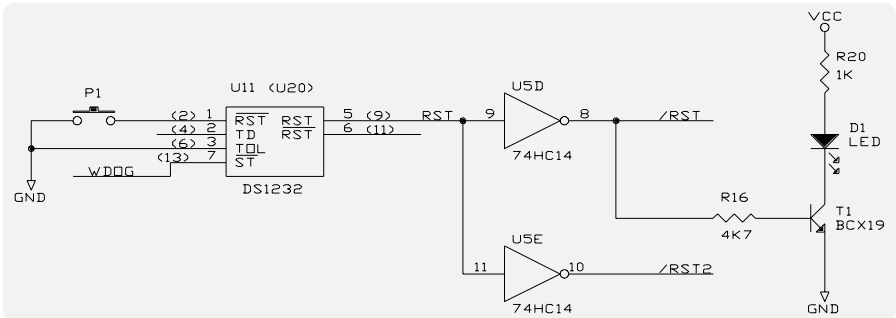 VCC
R20
1K
P1
U11 (U20)
U5D
(2) 1 RST RST 5 (9) RST 9 8 /RST
(4) 2 TD RST 6 (11)
(6) 3 TOL
(13) 7 ST
WDOG
DS1232
74HC14
D1
LED
GND
R16
4K7
T1
BCX19
U5E
11 10 /RST2
74HC14
GND